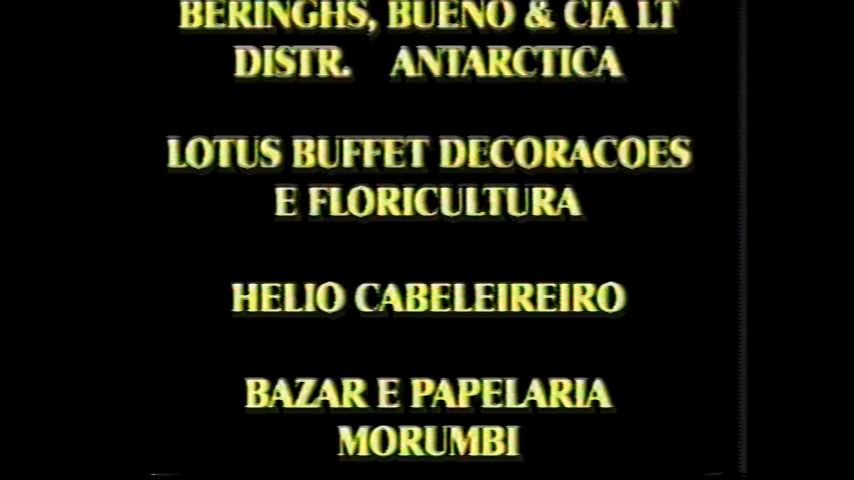 BERINGHS, BUENO & CIA LT
DISTR. ANTARCTICA
LOTUS BUFFET DECORACOES
E FLORICULTURA
HELIO CABELEIREIRO
BAZAR E PAPELARIA
MORUMBI